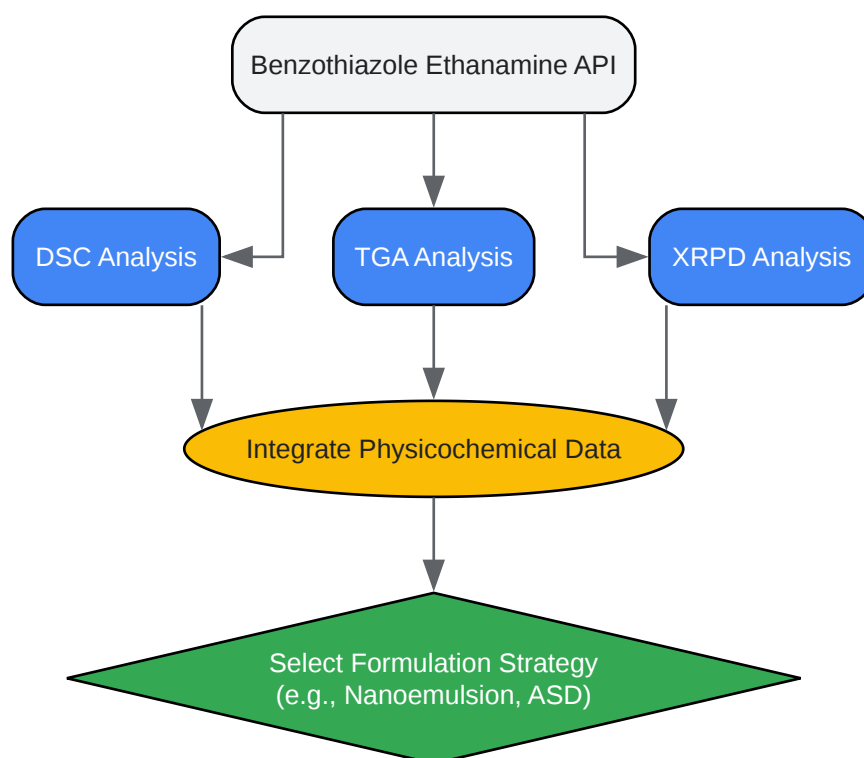 Benzothiazole Ethanamine API
DSC Analysis
TGA Analysis
XRPD Analysis
Integrate Physicochemical Data
Select Formulation Strategy
(e.g., Nanoemulsion, ASD)